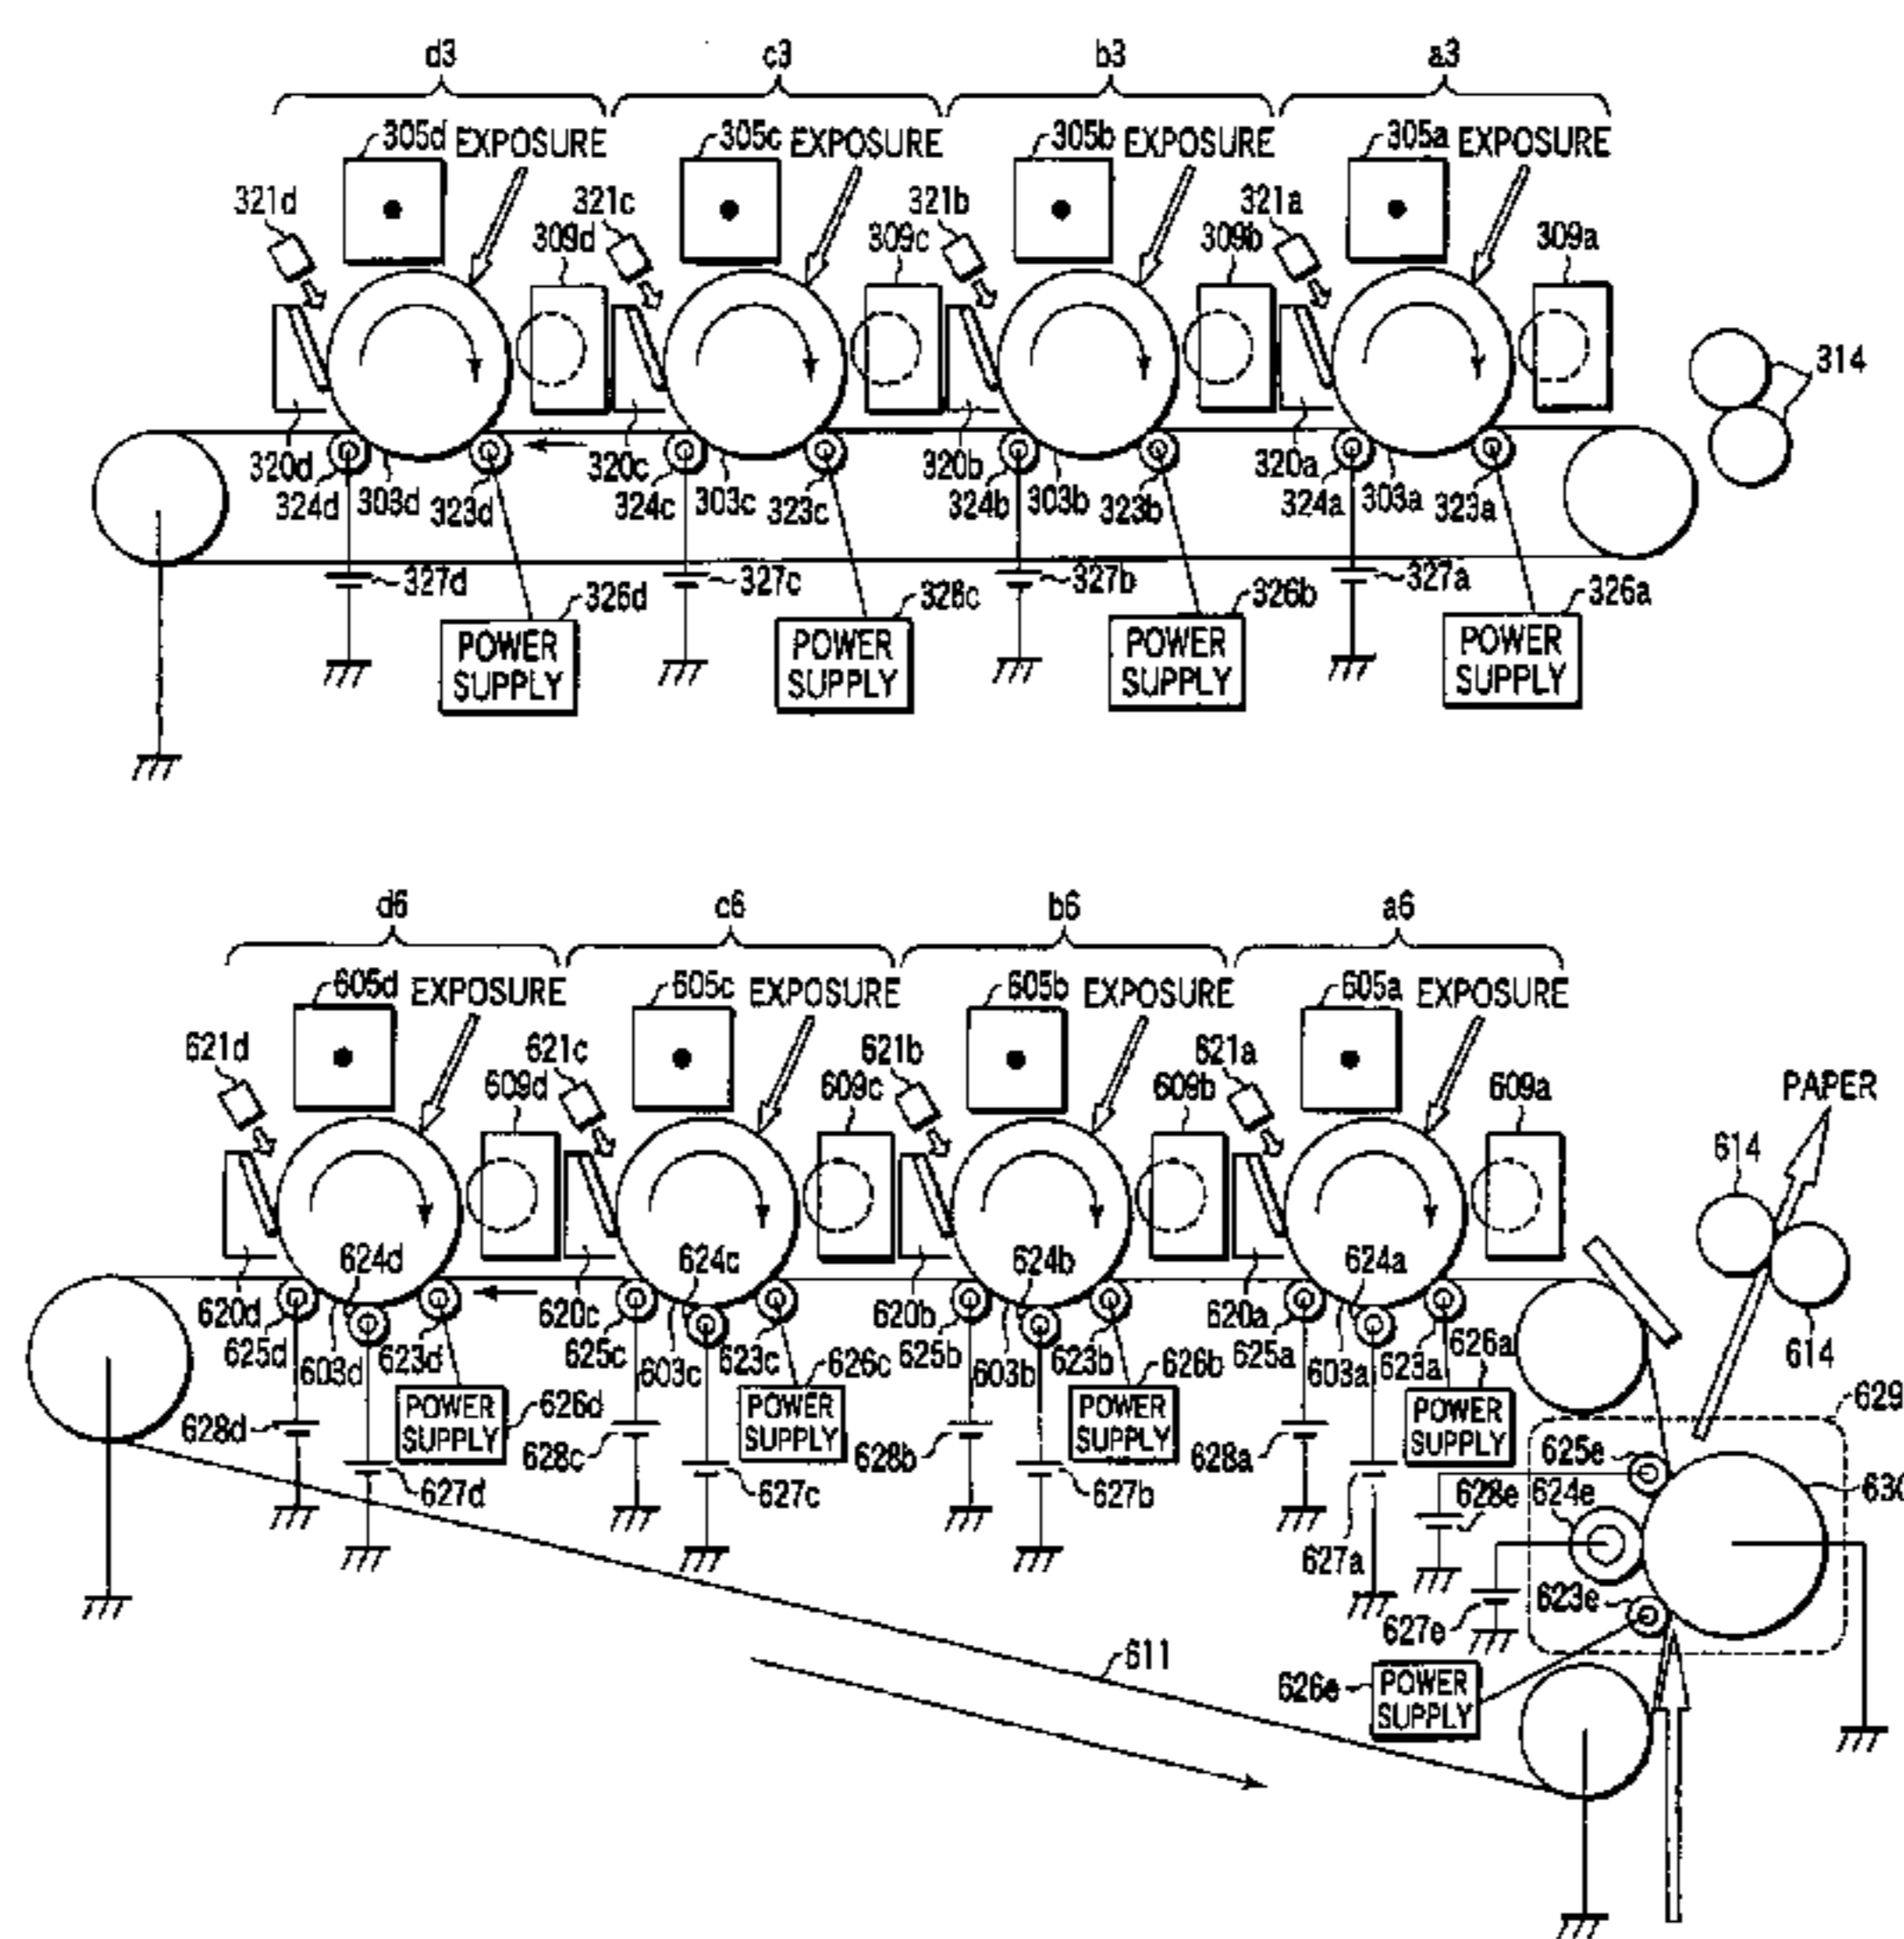 d3 c3 b3 a3
305d EXPOSURE 305c EXPOSURE 305b EXPOSURE 305a EXPOSURE
321d 321c 321b 321a
309d 309c 309b 309a
314
320d 320c 320b 320a
324d 303d 323d 324c 303c 323c 324b 303b 323b 324a 303a 323a
327d 327c 327b 327a
326d 326c 326b 326a
POWER SUPPLY POWER SUPPLY POWER SUPPLY POWER SUPPLY
d6 c6 b6 a6
605d EXPOSURE 605c EXPOSURE 605b EXPOSURE 605a EXPOSURE
621d 621c 621b 621a
609d 609c 609b 609a
PAPER
614
624d 624c 624b 624a
620d 620c 620b 620a
625d 603d 623d 625c 603c 623c 625b 603b 623b 625a 603a 623a
614
626d 626c 626b 626a
POWER SUPPLY POWER SUPPLY POWER SUPPLY POWER SUPPLY
629
628d 628c 628b 628a
625e
627d 627c 627b 627a
628e 624e
630
627e 623e
611
626e POWER SUPPLY